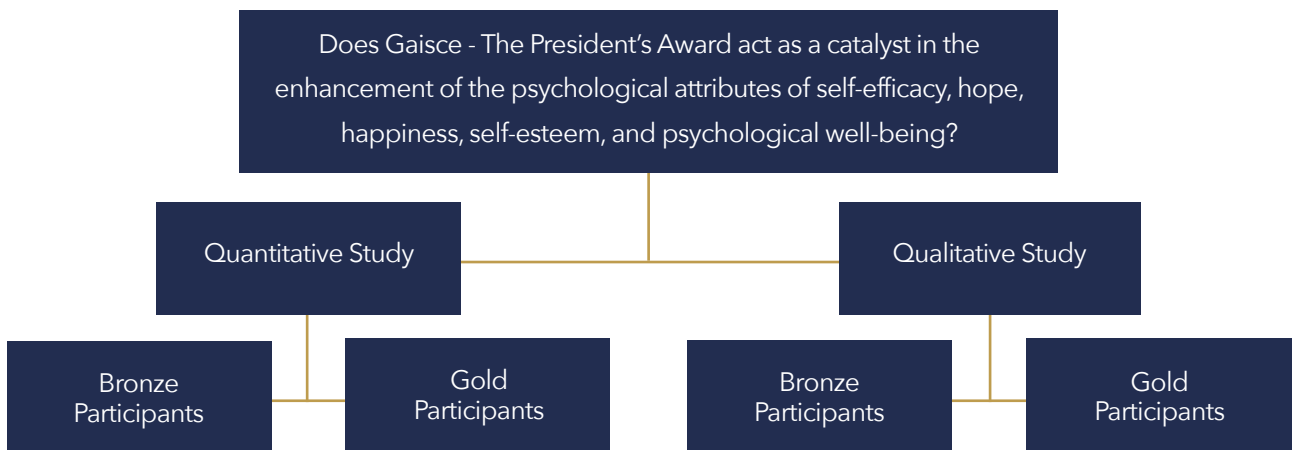 Does Gaisce - The President’s Award act as a catalyst in the
enhancement of the psychological attributes of self-efficacy, hope,
happiness, self-esteem, and psychological well-being?
Quantitative Study
Qualitative Study
Bronze
Participants
Gold
Participants
Bronze
Participants
Gold
Participants